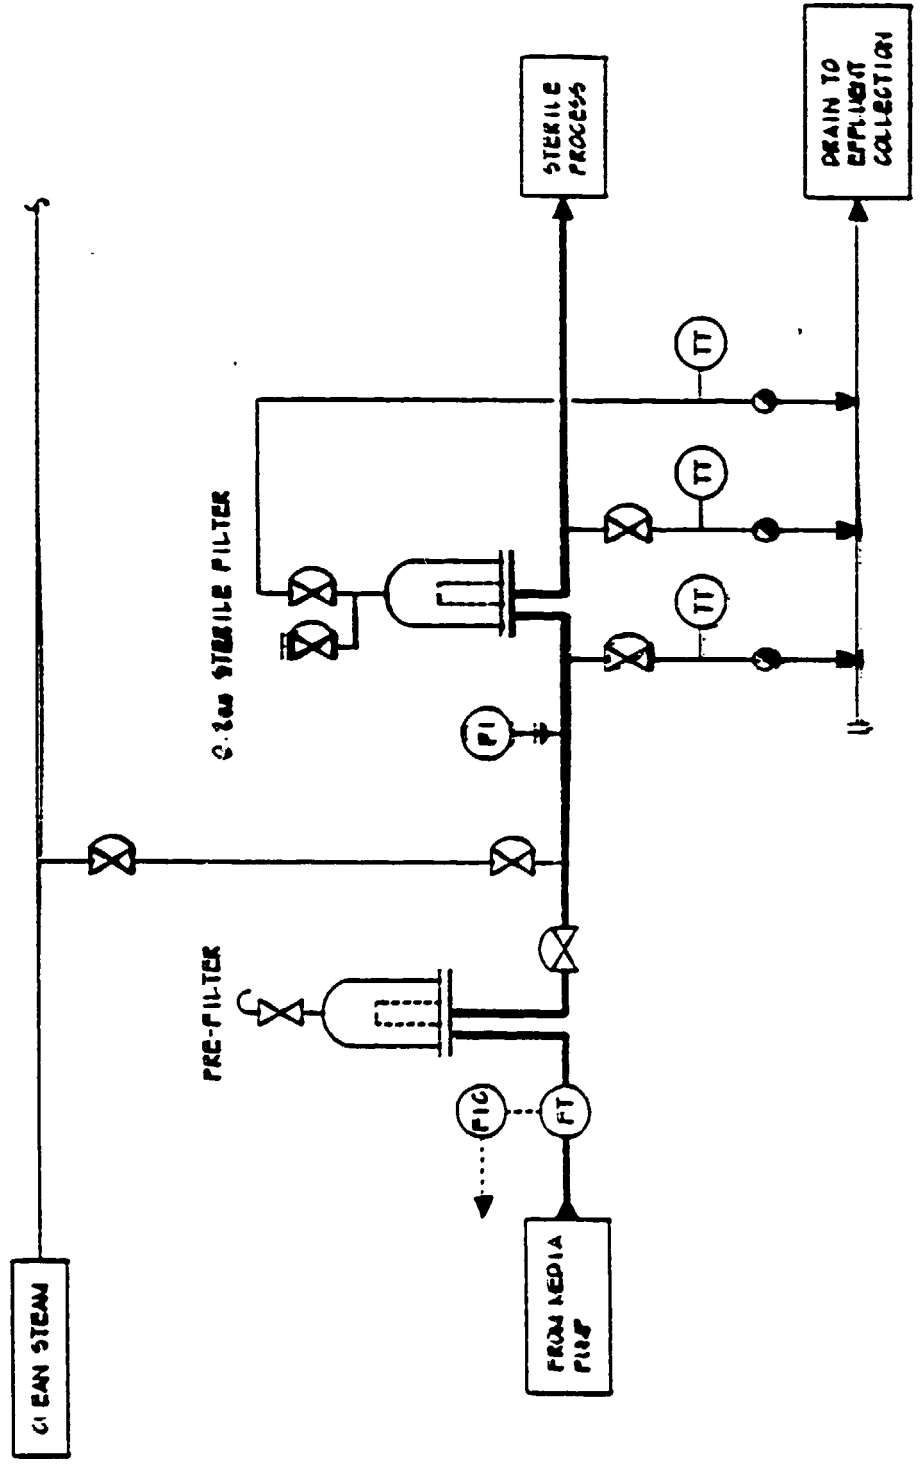 CLEAN STEAM
PRE-FILTER
STERILE FILTER
FIC
FT
PI
TT
TT
TT
FROM MEDIA
PUMP
STERILE
PROCESS
DRAIN TO
EFFLUENT
COLLECTION